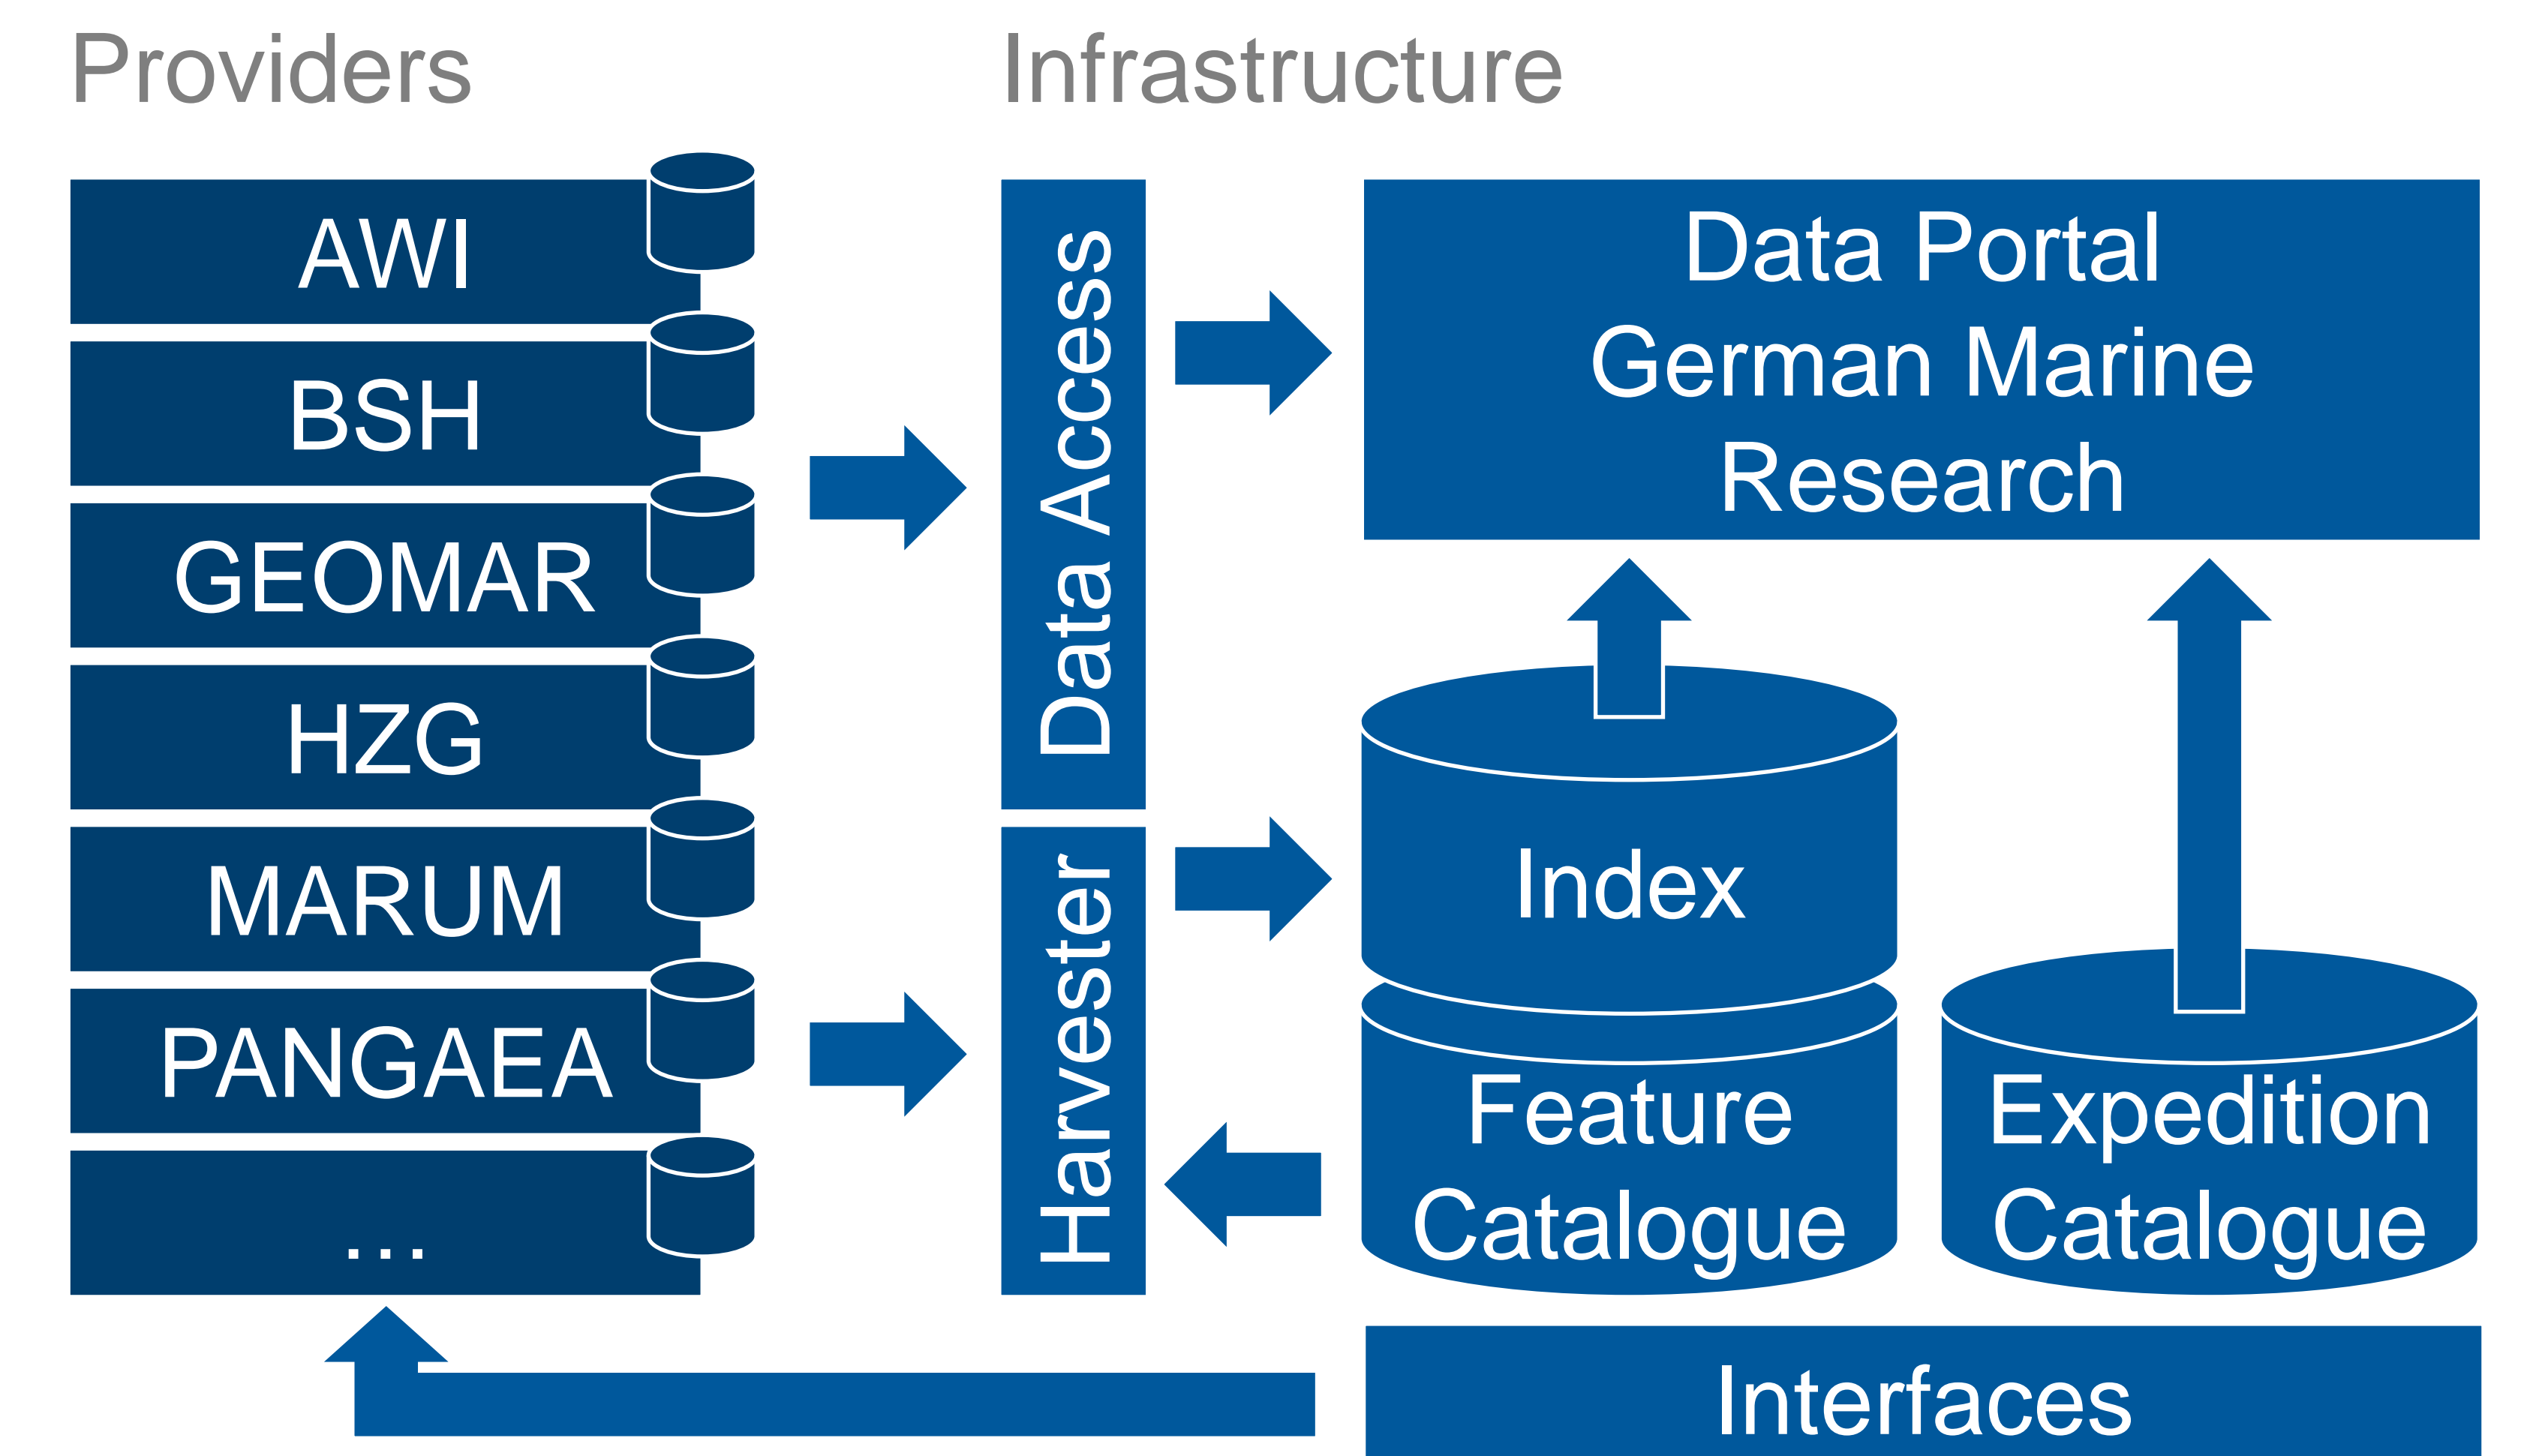 Providers
Infrastructure
AWI
BSH
GEOMAR
HZG
MARUM
PANGAEA
...
Data Access
Harvester
Data Portal
German Marine
Research
Index
Feature
Catalogue
Expedition
Catalogue
Interfaces